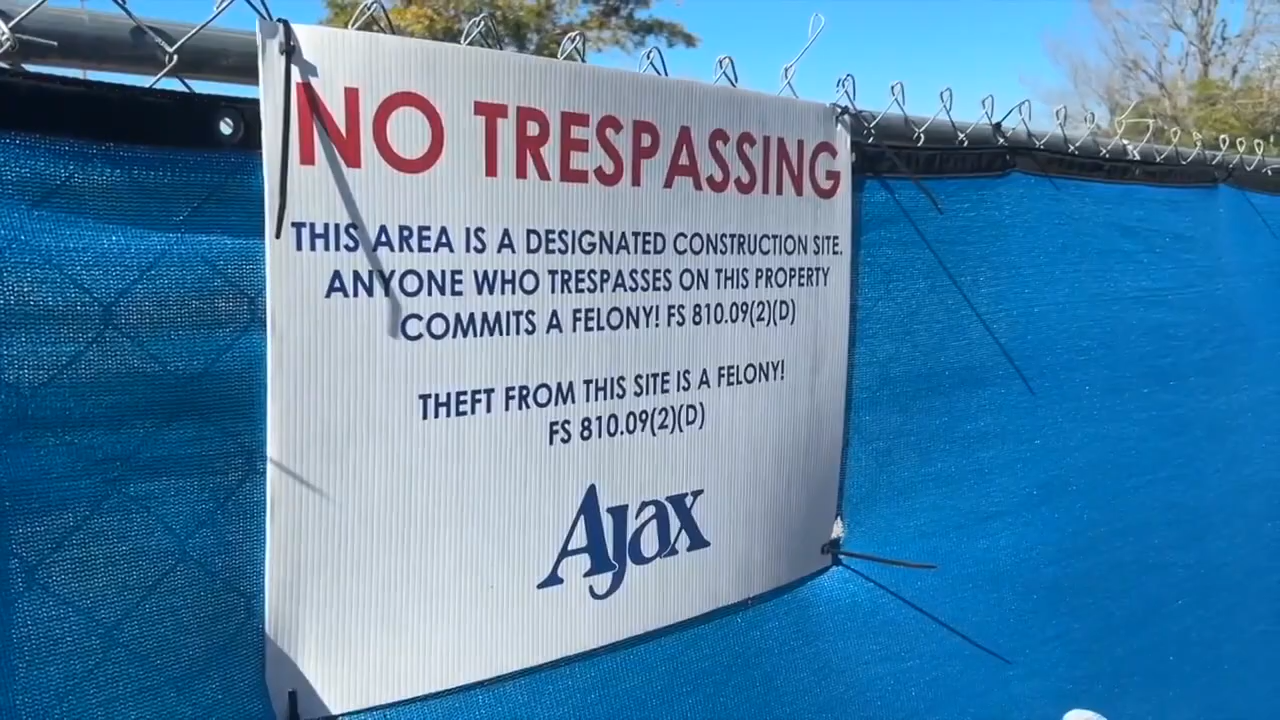 NO TRESPASSING
THIS AREA IS A DESIGNATED CONSTRUCTION SITE.
ANYONE WHO TRESPASSES ON THIS PROPERTY
COMMITS A FELONY! FS 810.09(2)(D)
THEFT FROM THIS SITE IS A FELONY!
FS 810.09(2)(D)
Ajax